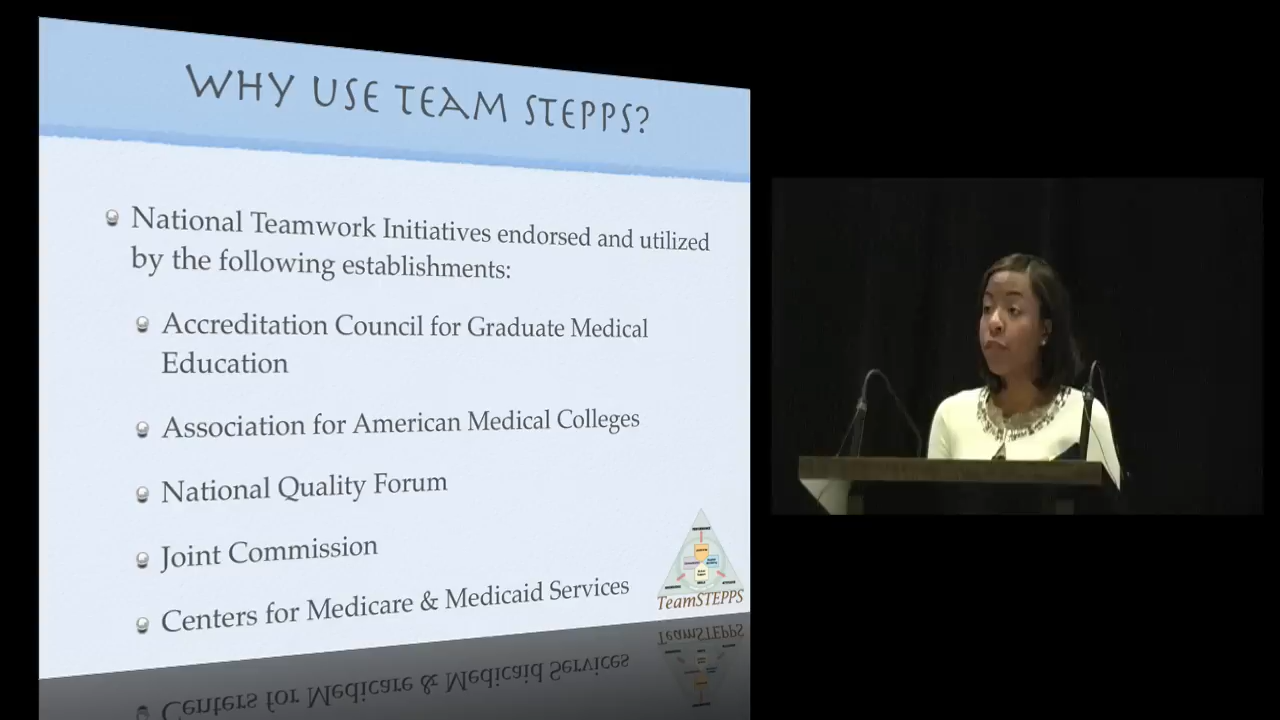 WHY USE TEAM STEPPS?
National Teamwork Initiatives endorsed and utilized
by the following establishments:
Accreditation Council for Graduate Medical
Education
Association for American Medical Colleges
National Quality Forum
Joint Commission
Centers for Medicare & Medicaid Services
TeamSTEPPS